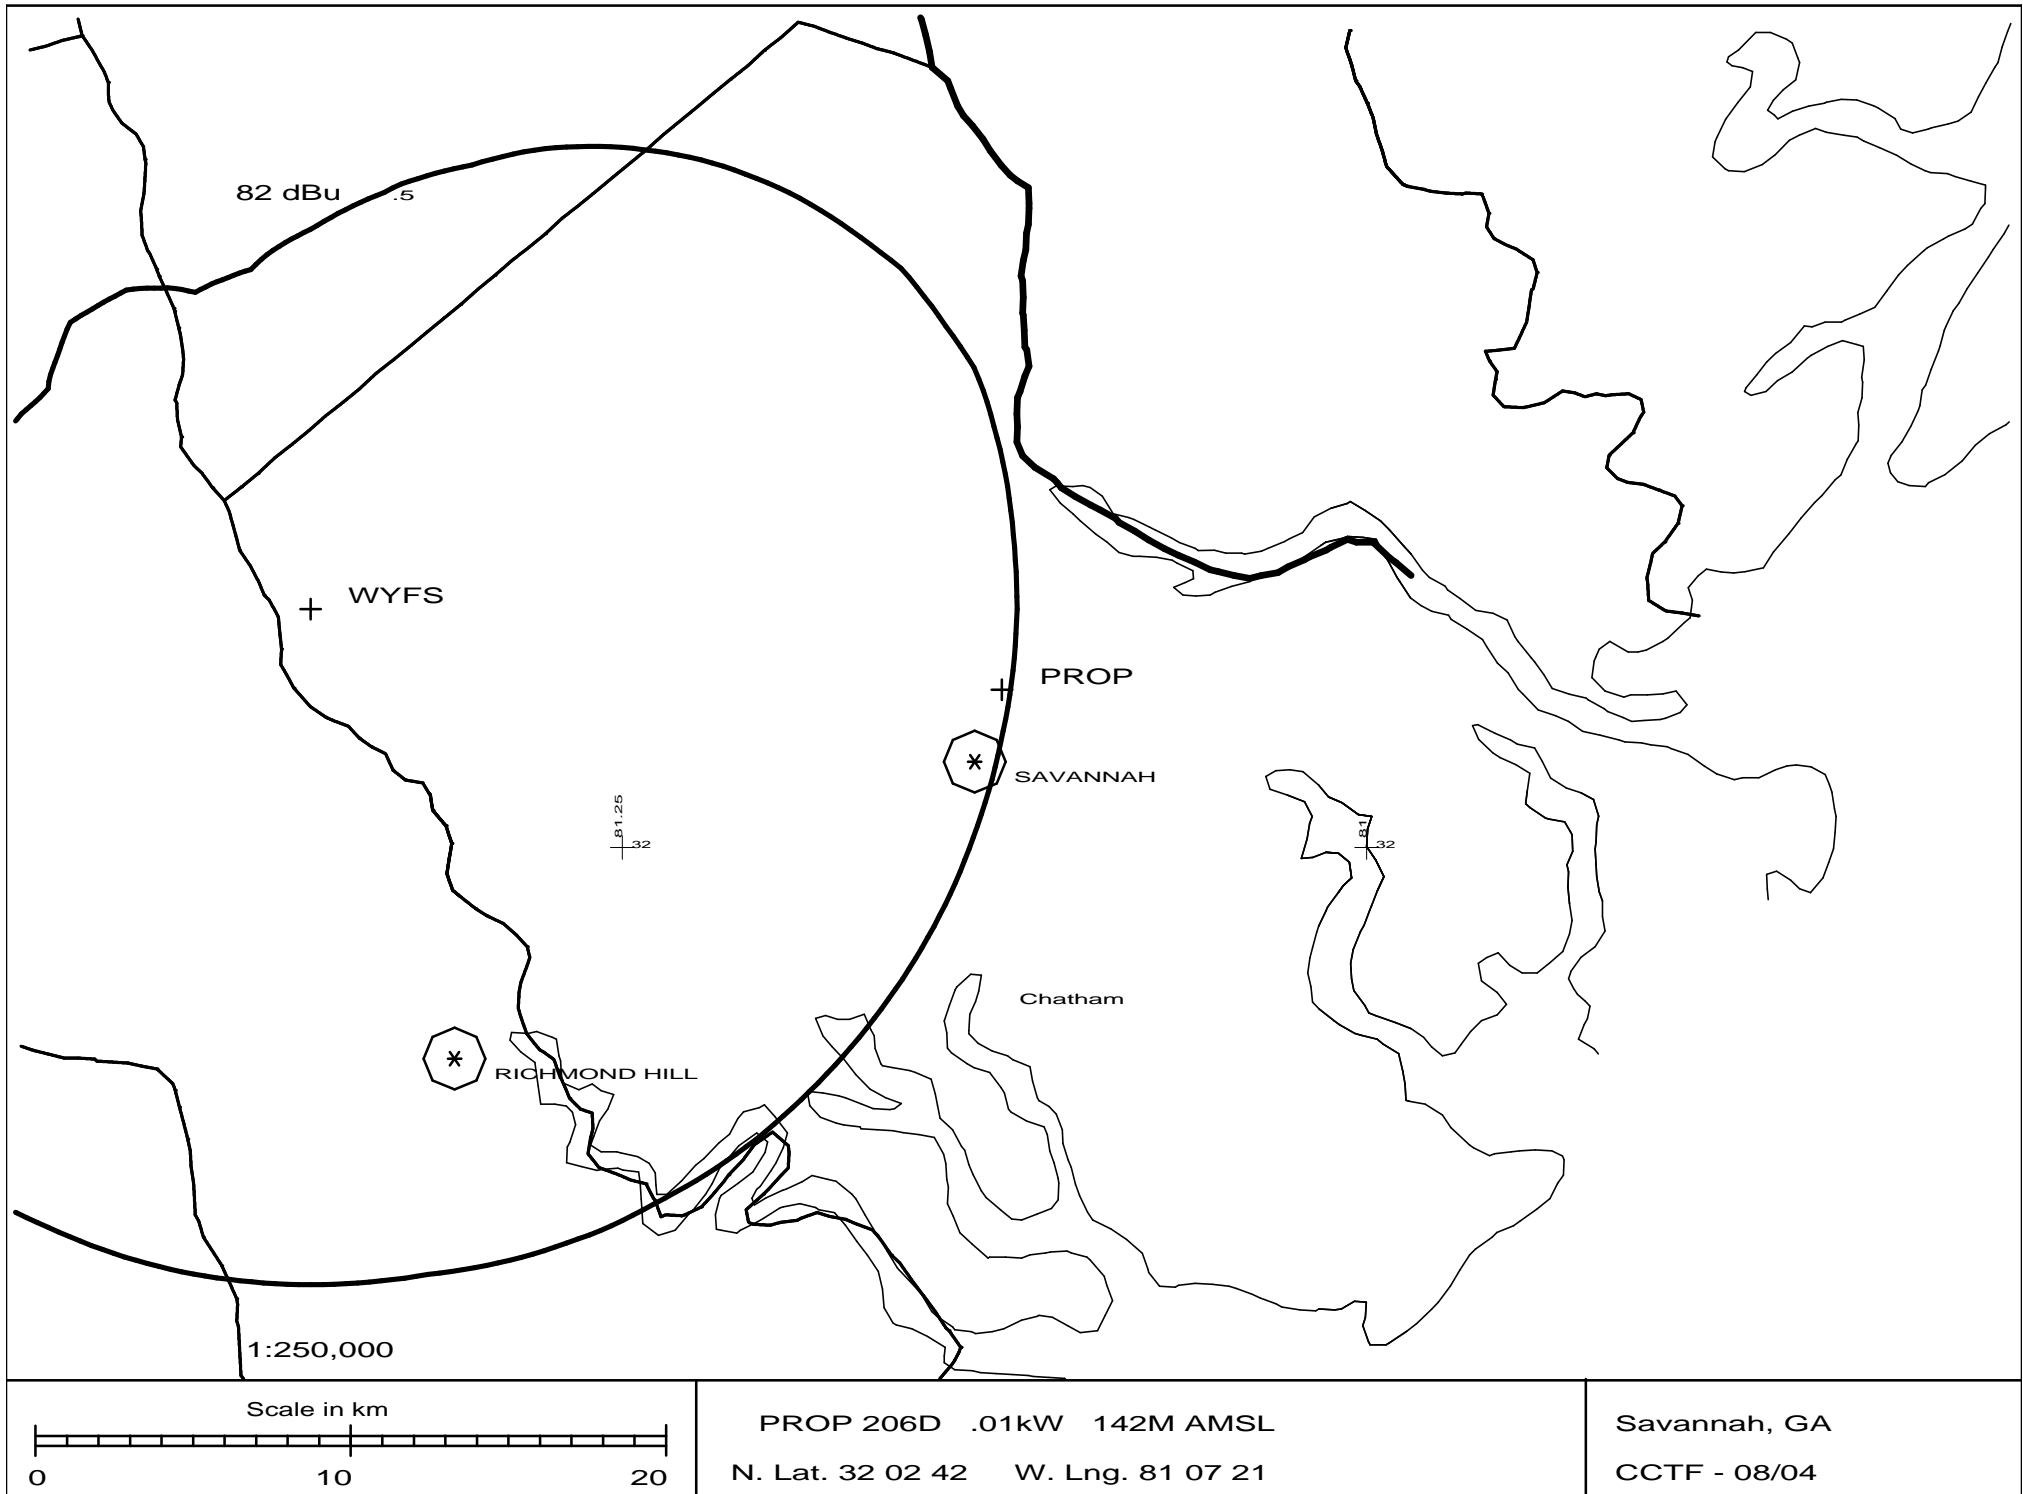 82 dBu .5
WYFS
PROP
SAVANNAH
81.25
32
81
32
Chatham
RICHMOND HILL
1:250,000
Scale in km
0 10 20
PROP 206D .01kW 142M AMSL
N. Lat. 32 02 42 W. Lng. 81 07 21
Savannah, GA
CCTF - 08/04